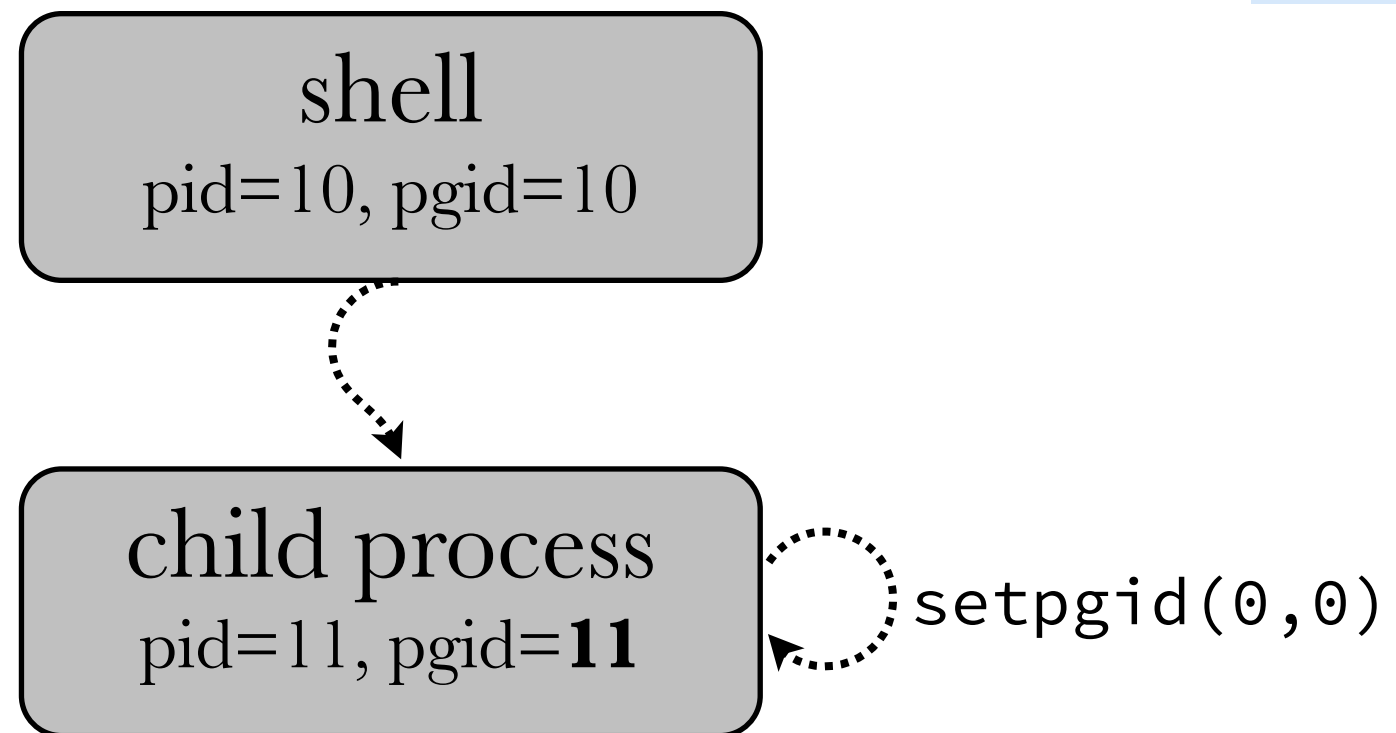 shell
pid=10, pgid=10
child process
pid=11, pgid=11
setpgid(0,0)